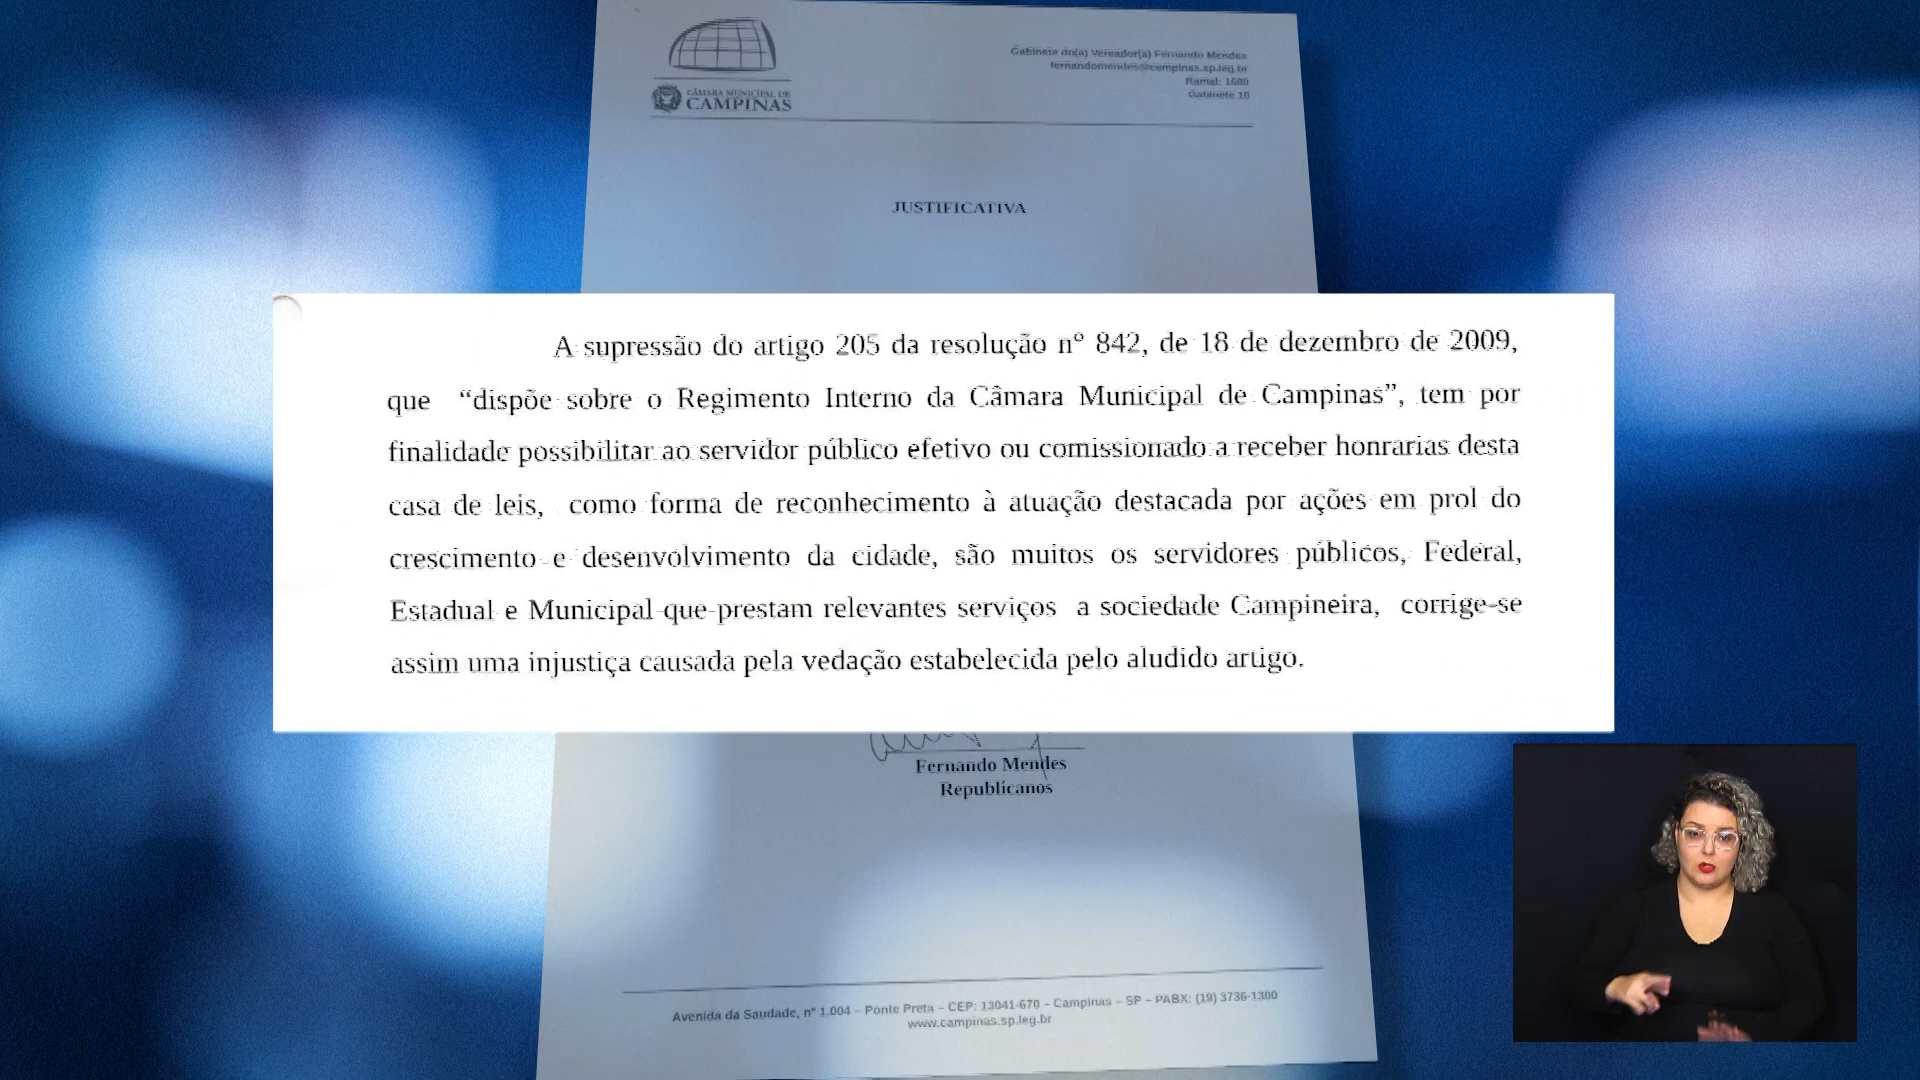 CÂMARA MUNICIPAL DE
CAMPINAS
Gabinete do(a) Vereador(a) Fernando Mendes
fernandomendes@campinas.sp.leg.br
Ramal: 1680
Gabinete 10
JUSTIFICATIVA
A supressão do artigo 205 da resolução nº 842, de 18 de dezembro de 2009,
que “dispõe sobre o Regimento Interno da Câmara Municipal de Campinas”, tem por
finalidade possibilitar ao servidor público efetivo ou comissionado a receber honrarias desta
casa de leis, como forma de reconhecimento à atuação destacada por ações em prol do
crescimento e desenvolvimento da cidade, são muitos os servidores públicos, Federal,
Estadual e Municipal que prestam relevantes serviços a sociedade Campineira, corrige-se
assim uma injustiça causada pela vedação estabelecida pelo aludido artigo.
Fernando Mendes
Republicanos
Avenida da Saudade, nº 1.004 – Ponte Preta – CEP: 13041-670 – Campinas – SP – PABX: (19) 3736-1300
www.campinas.sp.leg.br